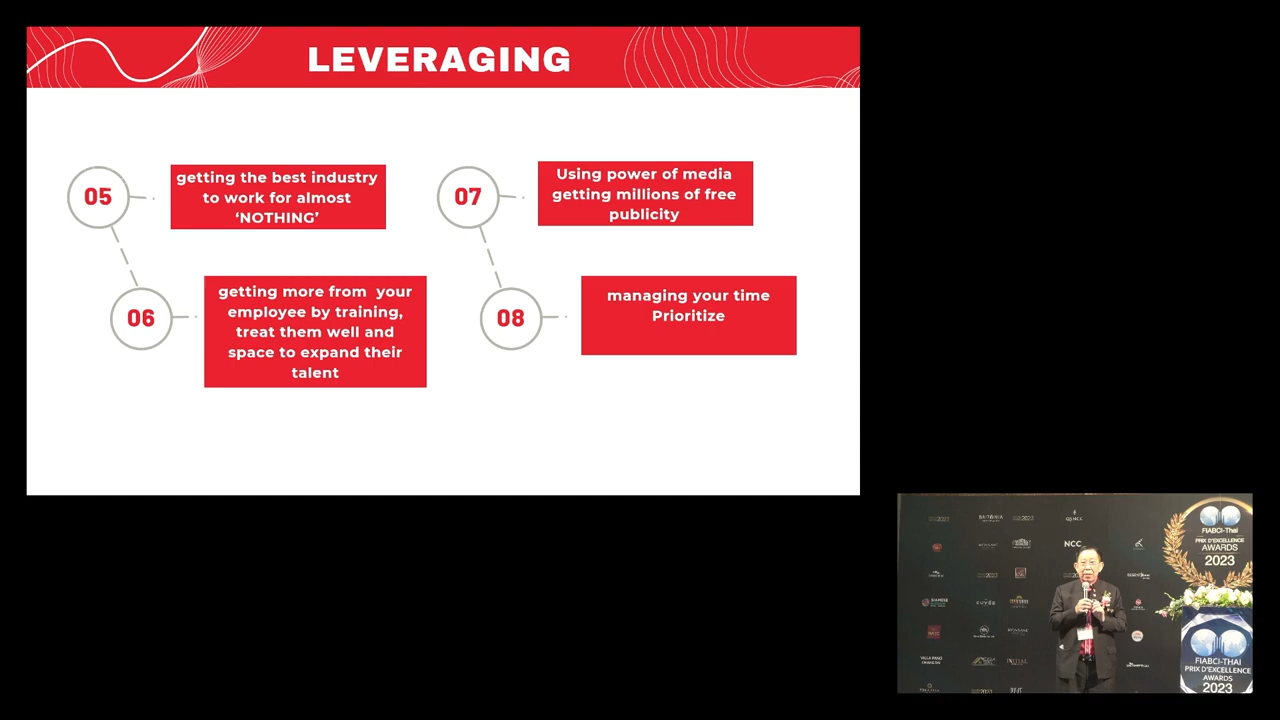 LEVERAGING
05
getting the best industry
to work for almost
‘NOTHING’
06
getting more from  your
employee by training,
treat them well and
space to expand their
talent
07
Using power of media
getting millions of free
publicity
08
managing your time
Prioritize
BRITANIA
NCC
INITIAL
FIABCI-Thai
PRIX D'EXCELLENCE
AWARDS
2023
FIABCI-THAI
PRIX D'EXCELLENCE
AWARDS
2023